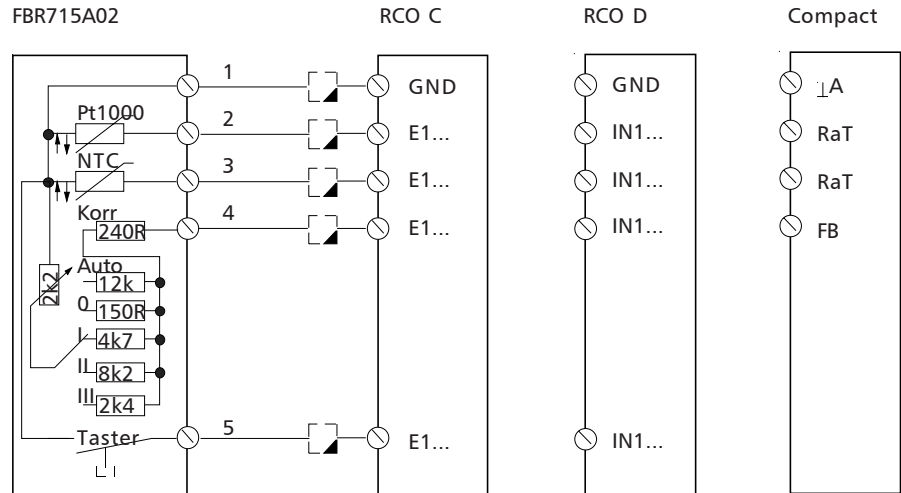 FBR715A02 RCO C RCO D Compact
1 GND GND ⊥A
Pt1000 2 E1... IN1... RaT
NTC 3 E1... IN1... RaT
Korr 4 E1... IN1... FB
240R
Auto
2k2 12k
0 150R
I 4k7
II 8k2
III 2k4
Taster 5 E1... IN1...